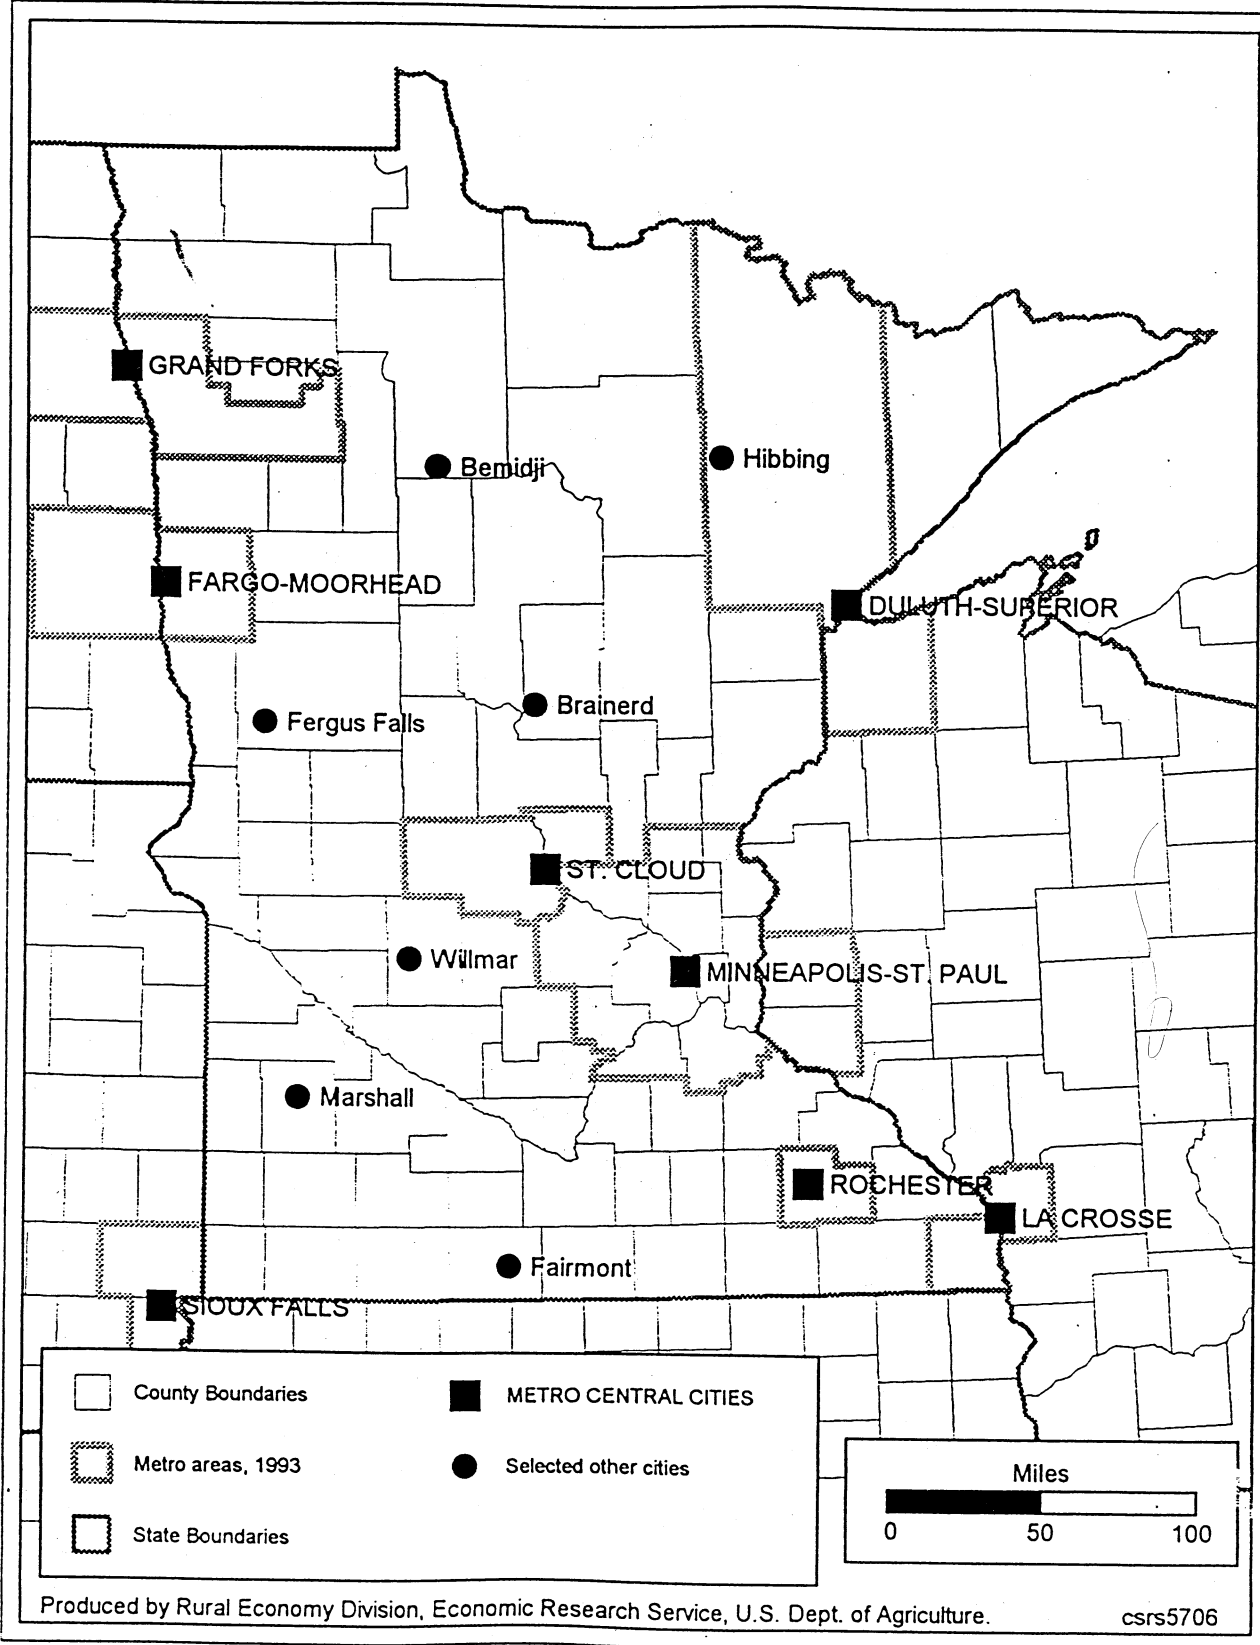 GRAND FORKS
Bemidji
Hibbing
FARGO-MOORHEAD
DULUTH-SUPERIOR
Brainerd
Fergus Falls
ST. CLOUD
Willmar
MINNEAPOLIS-ST. PAUL
Marshall
ROCHESTER
LA CROSSE
Fairmont
SIOUX FALLS
County Boundaries
METRO CENTRAL CITIES
Metro areas, 1993
Selected other cities
State Boundaries
Miles
0 50 100
Produced by Rural Economy Division, Economic Research Service, U.S. Dept. of Agriculture.
csrs5706